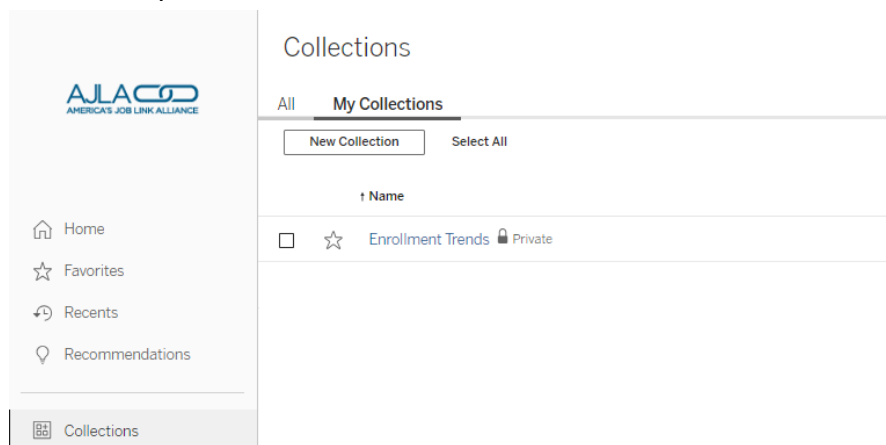 AJLA
AMERICA'S JOB LINK ALLIANCE
Home
Favorites
Recents
Recommendations
Collections
Collections
All My Collections
New Collection Select All
↑ Name
Enrollment Trends Private